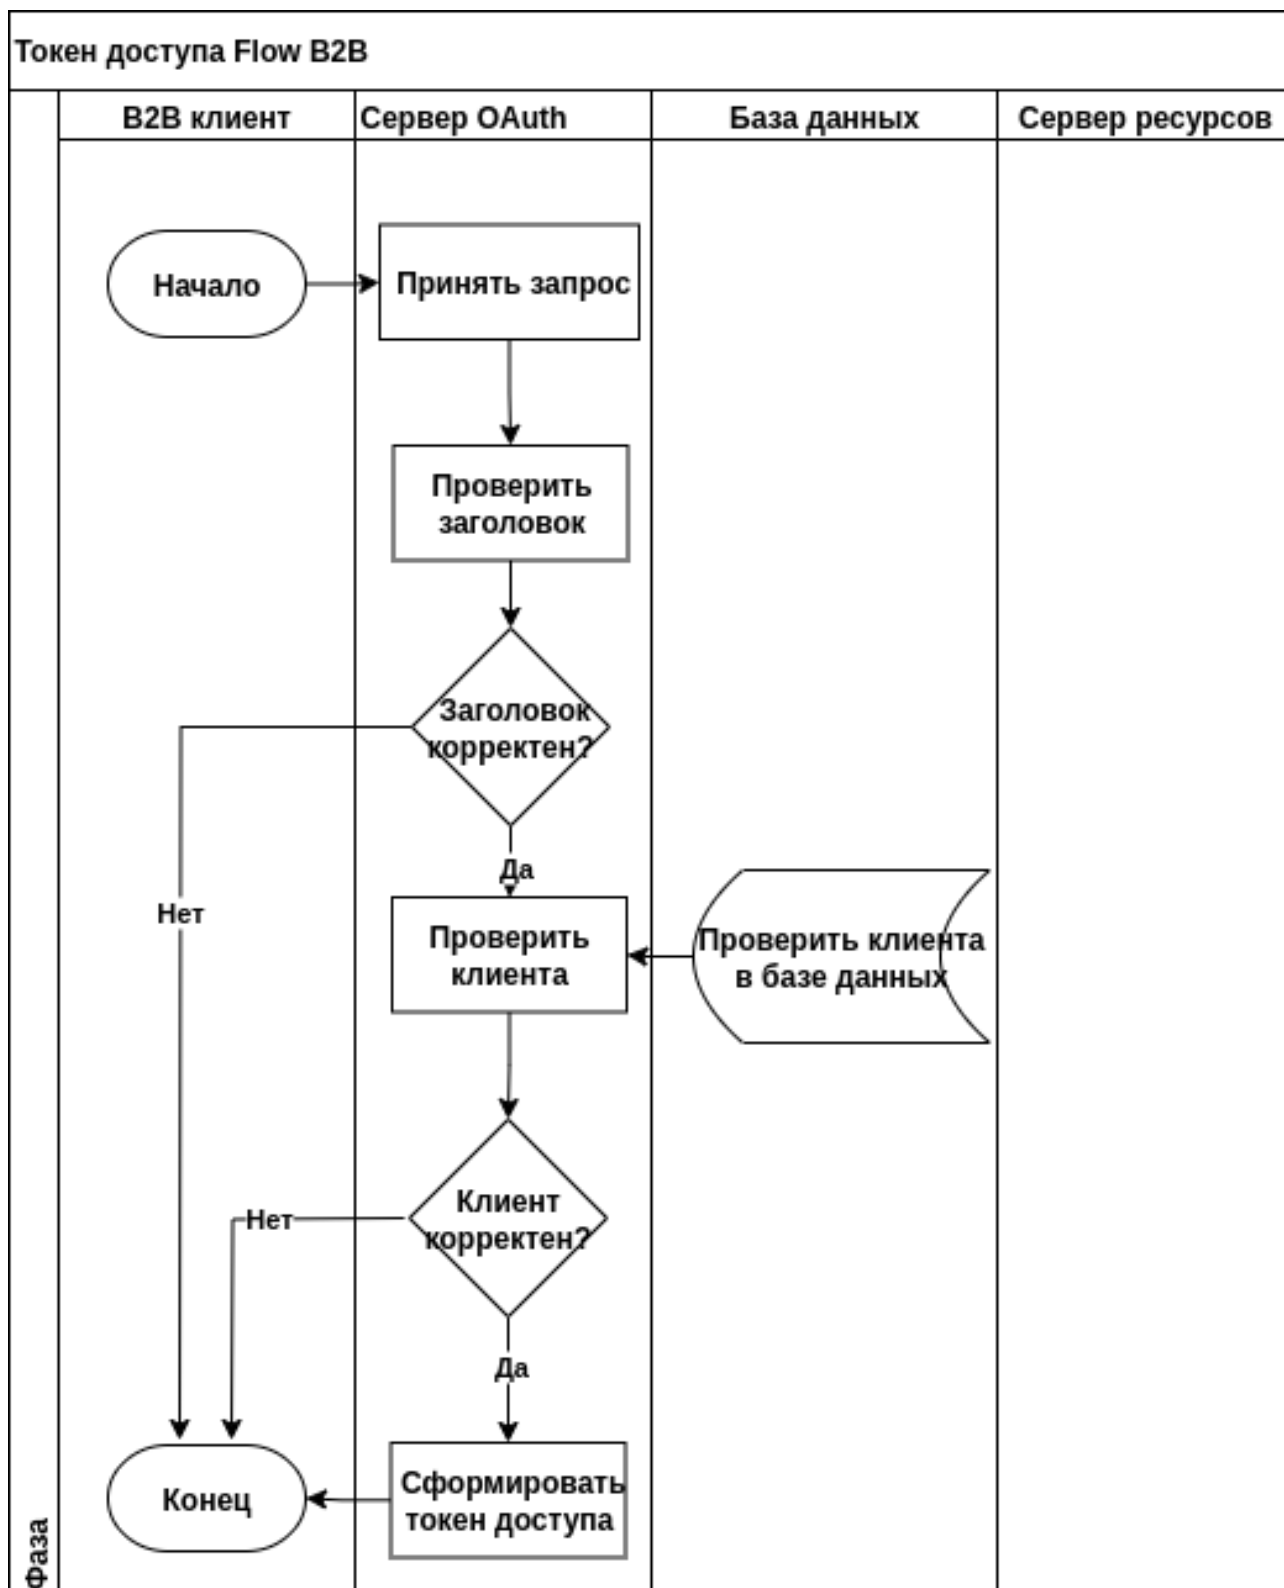 Токен доступа Flow B2B
B2B клиент
Сервер OAuth
База данных
Сервер ресурсов
Начало
Принять запрос
Проверить
заголовок
Заголовок
корректен?
Да
Нет
Проверить
клиента
Проверить клиента
в базе данных
Клиент
корректен?
Нет
Да
Конец
Сформировать
токен доступа
Фаза